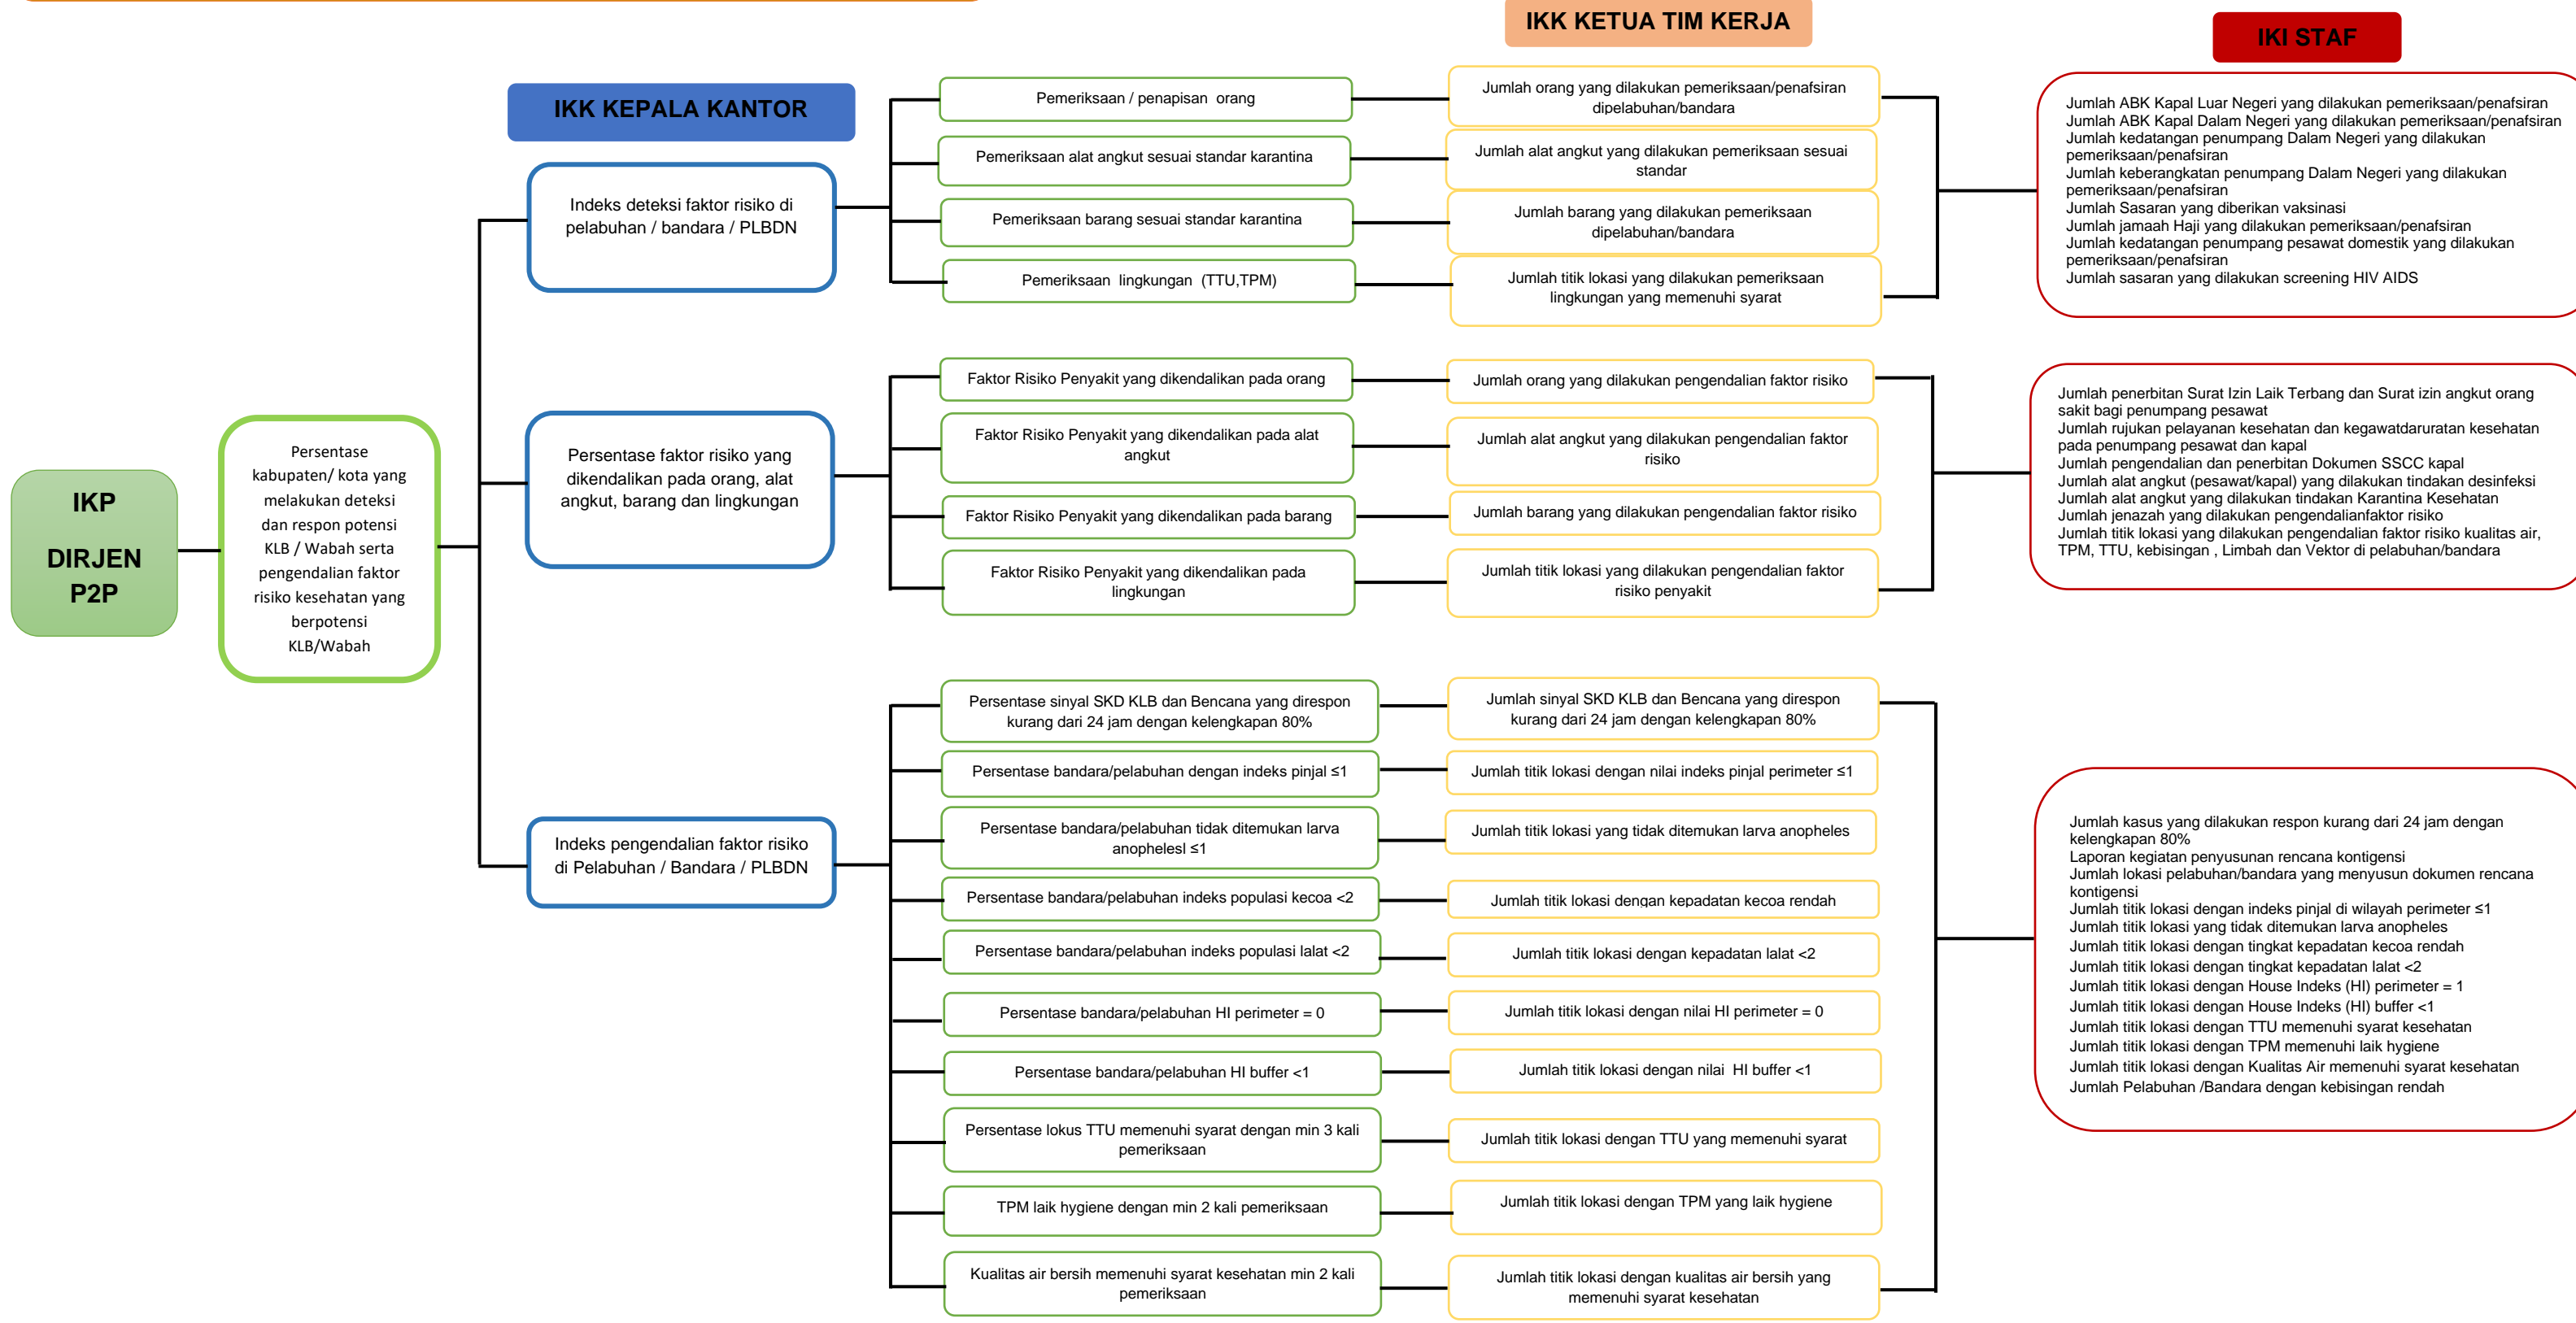 IKK KETUA TIM KERJA
IKI STAF
IKK KEPALA KANTOR
IKP
DIRJEN
P2P
Persentase
kabupaten/ kota yang
melakukan deteksi
dan respon potensi
KLB / Wabah serta
pengendalian faktor
risiko kesehatan yang
berpotensi
KLB/Wabah
Indeks deteksi faktor risiko di
pelabuhan / bandara / PLBDN
Pemeriksaan / penapisan orang
Jumlah orang yang dilakukan pemeriksaan/penafsiran
dipelabuhan/bandara
Pemeriksaan alat angkut sesuai standar karantina
Jumlah alat angkut yang dilakukan pemeriksaan sesuai
standar
Pemeriksaan barang sesuai standar karantina
Jumlah barang yang dilakukan pemeriksaan
dipelabuhan/bandara
Pemeriksaan lingkungan (TTU,TPM)
Jumlah titik lokasi yang dilakukan pemeriksaan
lingkungan yang memenuhi syarat
Jumlah ABK Kapal Luar Negeri yang dilakukan pemeriksaan/penafsiran
Jumlah ABK Kapal Dalam Negeri yang dilakukan pemeriksaan/penafsiran
Jumlah kedatangan penumpang Dalam Negeri yang dilakukan
pemeriksaan/penafsiran
Jumlah keberangkatan penumpang Dalam Negeri yang dilakukan
pemeriksaan/penafsiran
Jumlah Sasaran yang diberikan vaksinasi
Jumlah jamaah Haji yang dilakukan pemeriksaan/penafsiran
Jumlah kedatangan penumpang pesawat domestik yang dilakukan
pemeriksaan/penafsiran
Jumlah sasaran yang dilakukan screening HIV AIDS
Persentase faktor risiko yang
dikendalikan pada orang, alat
angkut, barang dan lingkungan
Faktor Risiko Penyakit yang dikendalikan pada orang
Jumlah orang yang dilakukan pengendalian faktor risiko
Faktor Risiko Penyakit yang dikendalikan pada alat
angkut
Jumlah alat angkut yang dilakukan pengendalian faktor
risiko
Faktor Risiko Penyakit yang dikendalikan pada barang
Jumlah barang yang dilakukan pengendalian faktor risiko
Faktor Risiko Penyakit yang dikendalikan pada
lingkungan
Jumlah titik lokasi yang dilakukan pengendalian faktor
risiko penyakit
Jumlah penerbitan Surat Izin Laik Terbang dan Surat izin angkut orang
sakit bagi penumpang pesawat
Jumlah rujukan pelayanan kesehatan dan kegawatdaruratan kesehatan
pada penumpang pesawat dan kapal
Jumlah pengendalian dan penerbitan Dokumen SSCC kapal
Jumlah alat angkut (pesawat/kapal) yang dilakukan tindakan desinfeksi
Jumlah alat angkut yang dilakukan tindakan Karantina Kesehatan
Jumlah jenazah yang dilakukan pengendalianfaktor risiko
Jumlah titik lokasi yang dilakukan pengendalian faktor risiko kualitas air,
TPM, TTU, kebisingan , Limbah dan Vektor di pelabuhan/bandara
Indeks pengendalian faktor risiko
di Pelabuhan / Bandara / PLBDN
Persentase sinyal SKD KLB dan Bencana yang direspon
kurang dari 24 jam dengan kelengkapan 80%
Jumlah sinyal SKD KLB dan Bencana yang direspon
kurang dari 24 jam dengan kelengkapan 80%
Persentase bandara/pelabuhan dengan indeks pinjal ≤1
Jumlah titik lokasi dengan nilai indeks pinjal perimeter ≤1
Persentase bandara/pelabuhan tidak ditemukan larva
anophelesl ≤1
Jumlah titik lokasi yang tidak ditemukan larva anopheles
Persentase bandara/pelabuhan indeks populasi kecoa <2
Jumlah titik lokasi dengan kepadatan kecoa rendah
Persentase bandara/pelabuhan indeks populasi lalat <2
Jumlah titik lokasi dengan kepadatan lalat <2
Persentase bandara/pelabuhan HI perimeter = 0
Jumlah titik lokasi dengan nilai HI perimeter = 0
Persentase bandara/pelabuhan HI buffer <1
Jumlah titik lokasi dengan nilai HI buffer <1
Persentase lokus TTU memenuhi syarat dengan min 3 kali
pemeriksaan
Jumlah titik lokasi dengan TTU yang memenuhi syarat
TPM laik hygiene dengan min 2 kali pemeriksaan
Jumlah titik lokasi dengan TPM yang laik hygiene
Kualitas air bersih memenuhi syarat kesehatan min 2 kali
pemeriksaan
Jumlah titik lokasi dengan kualitas air bersih yang
memenuhi syarat kesehatan
Jumlah kasus yang dilakukan respon kurang dari 24 jam dengan
kelengkapan 80%
Laporan kegiatan penyusunan rencana kontigensi
Jumlah lokasi pelabuhan/bandara yang menyusun dokumen rencana
kontigensi
Jumlah titik lokasi dengan indeks pinjal di wilayah perimeter ≤1
Jumlah titik lokasi yang tidak ditemukan larva anopheles
Jumlah titik lokasi dengan tingkat kepadatan kecoa rendah
Jumlah titik lokasi dengan tingkat kepadatan lalat <2
Jumlah titik lokasi dengan House Indeks (HI) perimeter = 1
Jumlah titik lokasi dengan House Indeks (HI) buffer <1
Jumlah titik lokasi dengan TTU memenuhi syarat kesehatan
Jumlah titik lokasi dengan TPM memenuhi laik hygiene
Jumlah titik lokasi dengan Kualitas Air memenuhi syarat kesehatan
Jumlah Pelabuhan /Bandara dengan kebisingan rendah